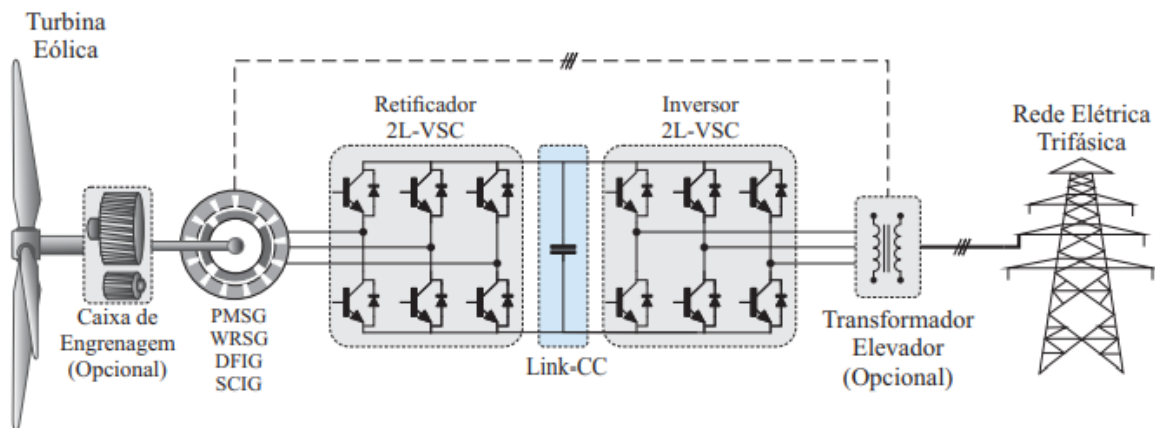 Turbina
Eólica
Caixa de
Engrenagem
(Opcional)
PMSG
WRSG
DFIG
SCIG
Retificador
2L-VSC
Link-CC
Inversor
2L-VSC
Transformador
Elevador
(Opcional)
Rede Elétrica
Trifásica